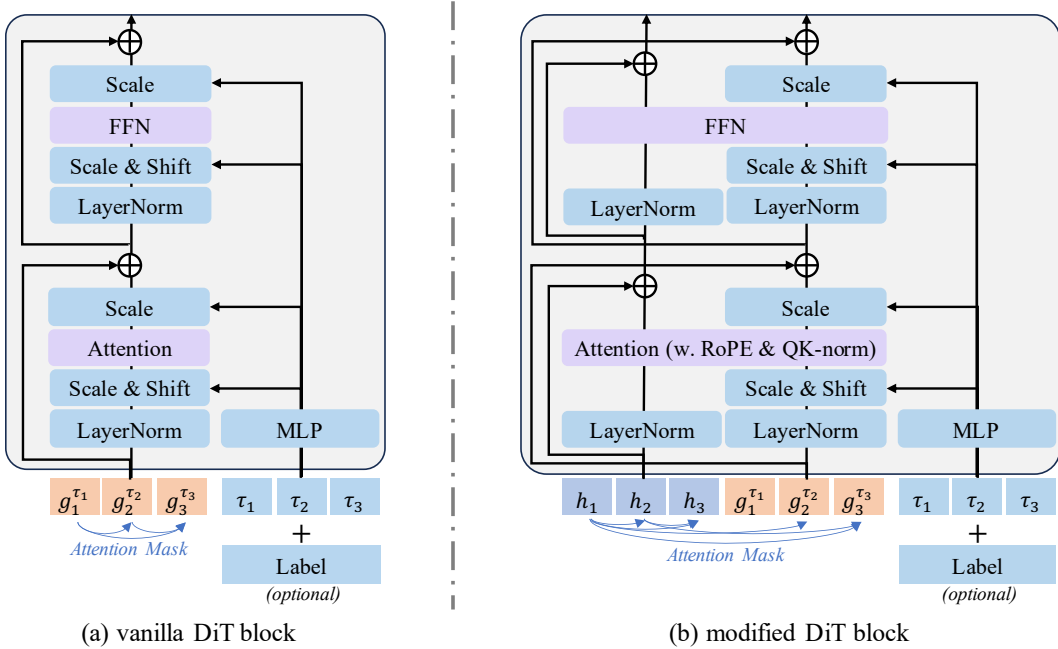 Scale
FFN
Scale & Shift
LayerNorm
Scale
Attention
Scale & Shift
LayerNorm
MLP
g₁^τ₁ g₂^τ₂ g₃^τ₃
τ₁ τ₂ τ₃
Attention Mask
+
Label
(optional)
(a) vanilla DiT block
Scale
FFN
Scale & Shift
LayerNorm
LayerNorm
Scale
Attention (w. RoPE & QK-norm)
Scale & Shift
LayerNorm
LayerNorm
MLP
h₁ h₂ h₃ g₁^τ₁ g₂^τ₂ g₃^τ₃
τ₁ τ₂ τ₃
Attention Mask
+
Label
(optional)
(b) modified DiT block